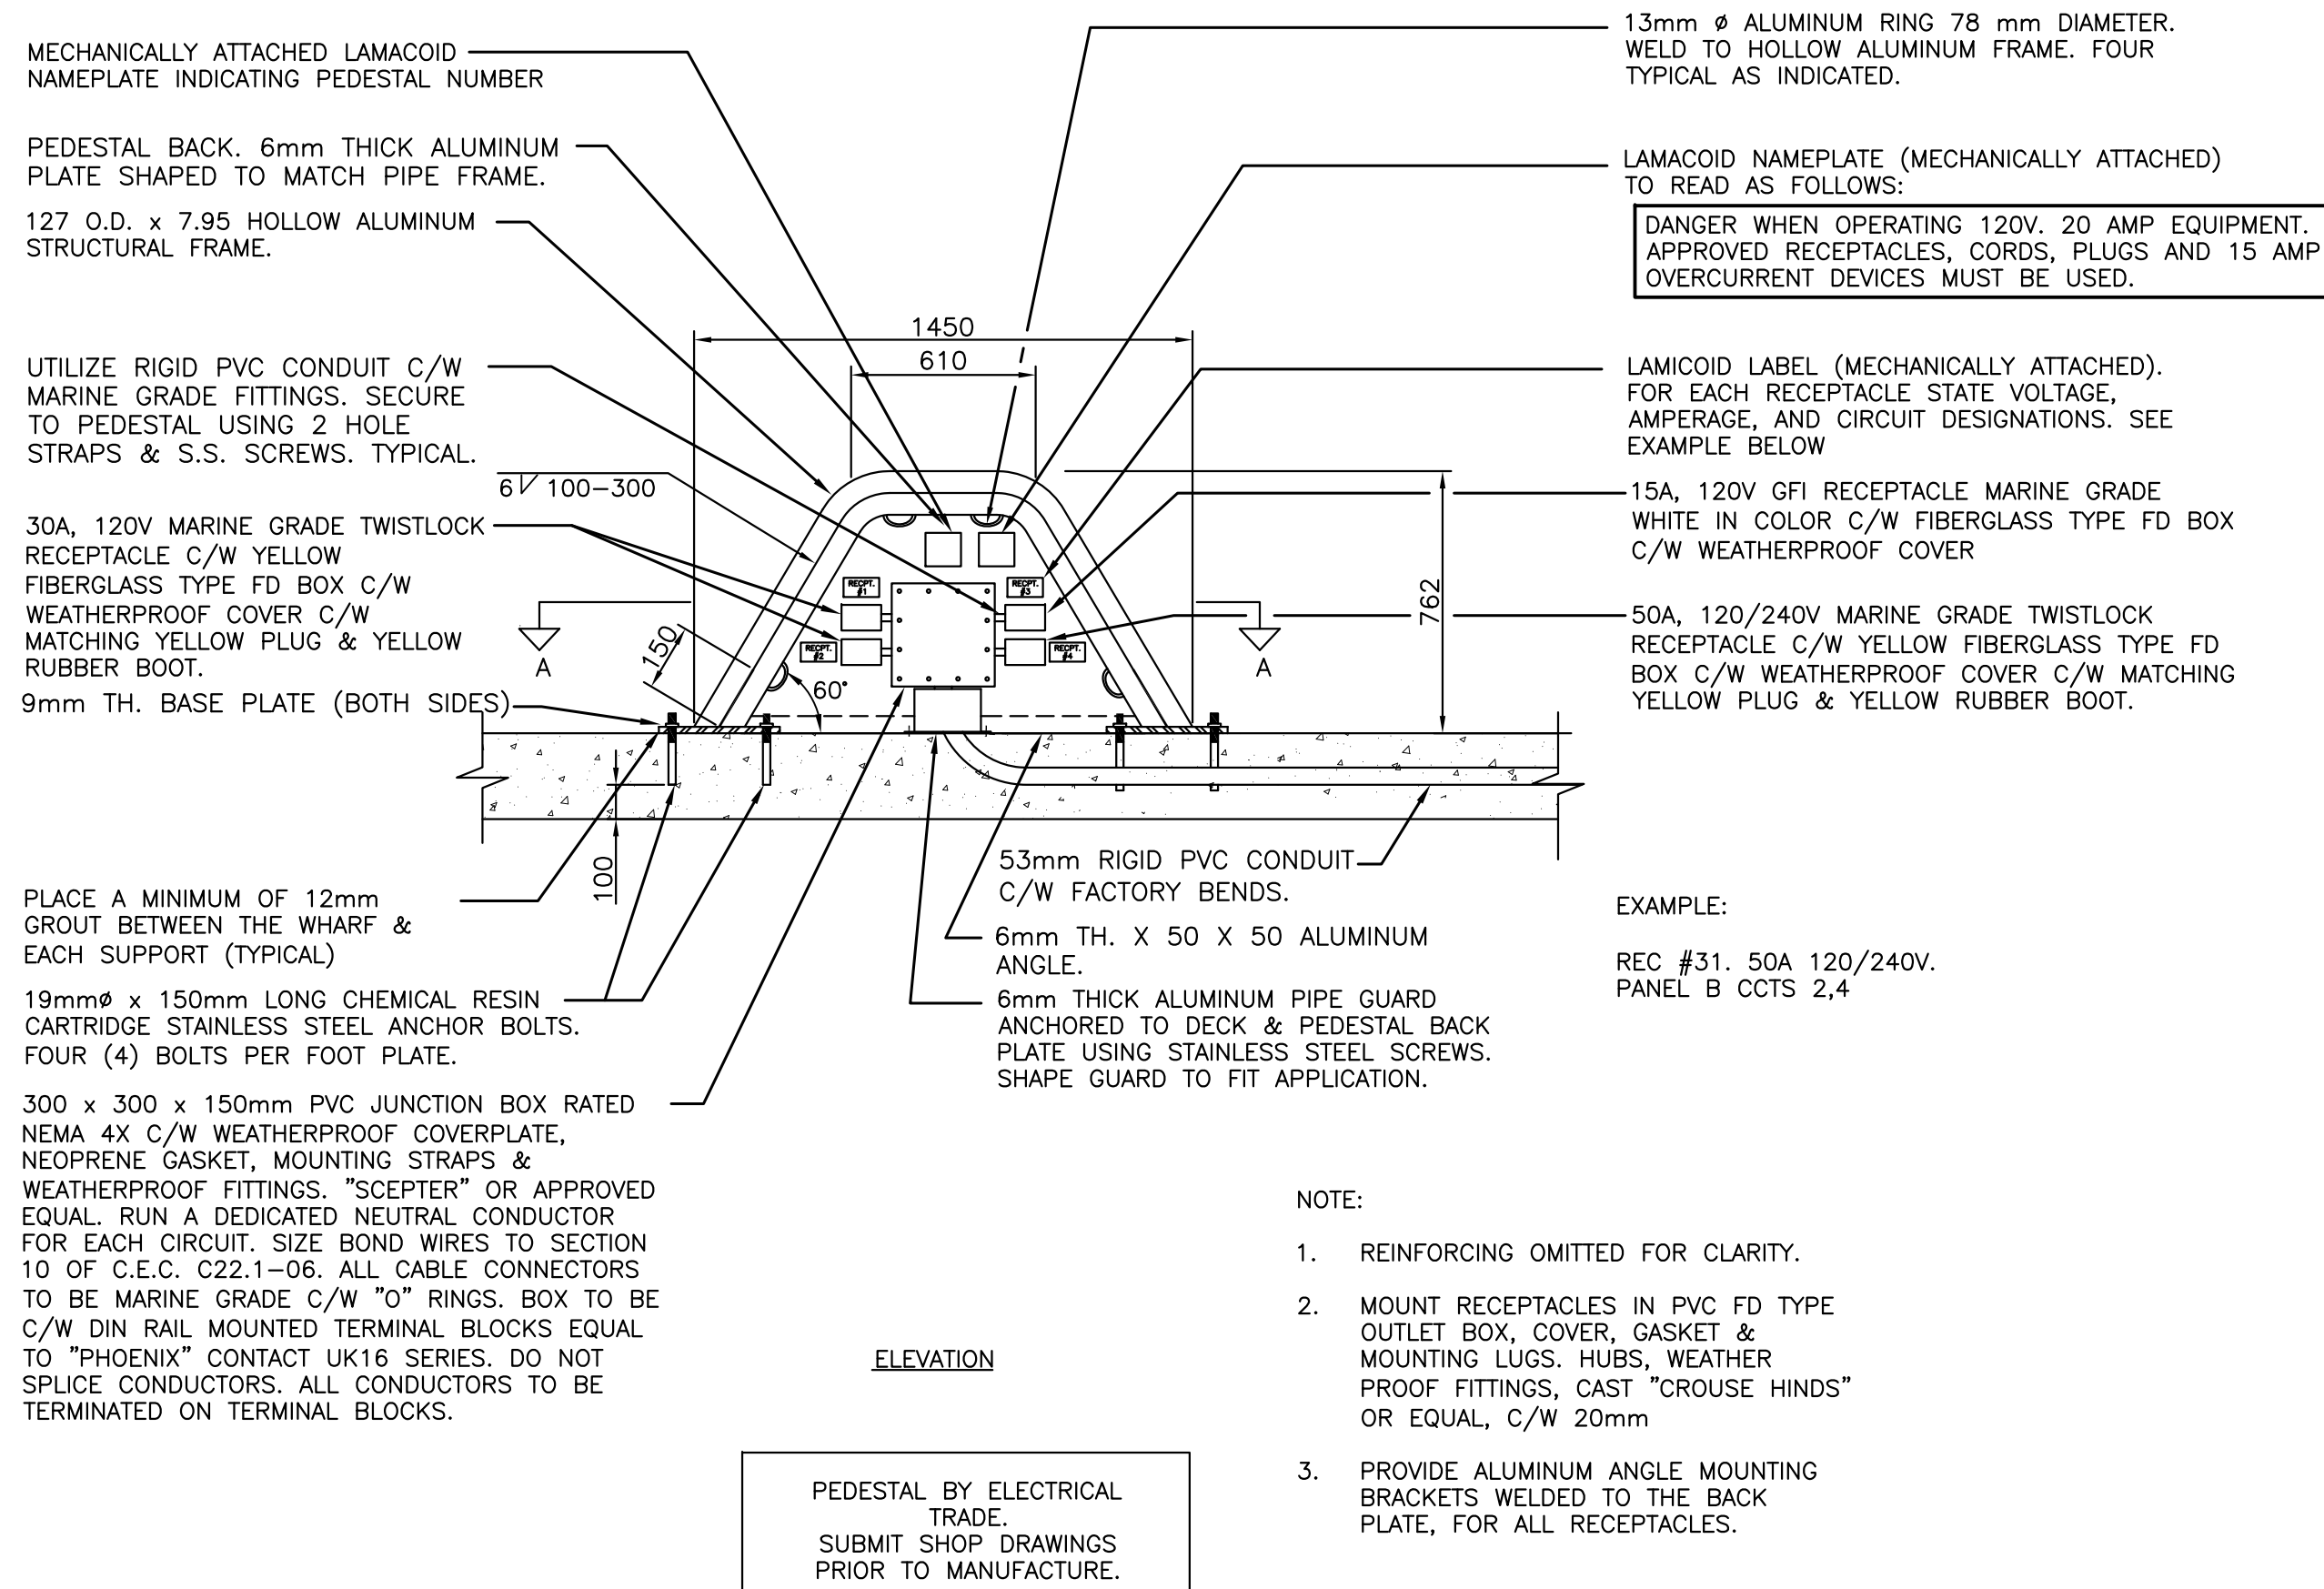 MECHANICALLY ATTACHED LAMACOID
NAMEPLATE INDICATING PEDESTAL NUMBER
PEDESTAL BACK. 6mm THICK ALUMINUM
PLATE SHAPED TO MATCH PIPE FRAME.
127 O.D. x 7.95 HOLLOW ALUMINUM
STRUCTURAL FRAME.
UTILIZE RIGID PVC CONDUIT C/W
MARINE GRADE FITTINGS. SECURE
TO PEDESTAL USING 2 HOLE
STRAPS & S.S. SCREWS. TYPICAL.
6 100-300
30A, 120V MARINE GRADE TWISTLOCK
RECEPTACLE C/W YELLOW
FIBERGLASS TYPE FD BOX C/W
WEATHERPROOF COVER C/W
MATCHING YELLOW PLUG & YELLOW
RUBBER BOOT.
9mm TH. BASE PLATE (BOTH SIDES)
PLACE A MINIMUM OF 12mm
GROUT BETWEEN THE WHARF &
EACH SUPPORT (TYPICAL)
19mmø x 150mm LONG CHEMICAL RESIN
CARTRIDGE STAINLESS STEEL ANCHOR BOLTS.
FOUR (4) BOLTS PER FOOT PLATE.
300 x 300 x 150mm PVC JUNCTION BOX RATED
NEMA 4X C/W WEATHERPROOF COVERPLATE,
NEOPRENE GASKET, MOUNTING STRAPS &
WEATHERPROOF FITTINGS. "SCEPTER" OR APPROVED
EQUAL. RUN A DEDICATED NEUTRAL CONDUCTOR
FOR EACH CIRCUIT. SIZE BOND WIRES TO SECTION
10 OF C.E.C. C22.1-06. ALL CABLE CONNECTORS
TO BE MARINE GRADE C/W "O" RINGS. BOX TO BE
C/W DIN RAIL MOUNTED TERMINAL BLOCKS EQUAL
TO "PHOENIX" CONTACT UK16 SERIES. DO NOT
SPLICE CONDUCTORS. ALL CONDUCTORS TO BE
TERMINATED ON TERMINAL BLOCKS.
1450
610
762
RECPT.
#1
RECPT.
#3
RECPT.
#2
RECPT.
#4
150
60°
A
A
100
13mm ø ALUMINUM RING 78 mm DIAMETER.
WELD TO HOLLOW ALUMINUM FRAME. FOUR
TYPICAL AS INDICATED.
LAMACOID NAMEPLATE (MECHANICALLY ATTACHED)
TO READ AS FOLLOWS:
DANGER WHEN OPERATING 120V. 20 AMP EQUIPMENT.
APPROVED RECEPTACLES, CORDS, PLUGS AND 15 AMP
OVERCURRENT DEVICES MUST BE USED.
LAMICOID LABEL (MECHANICALLY ATTACHED).
FOR EACH RECEPTACLE STATE VOLTAGE,
AMPERAGE, AND CIRCUIT DESIGNATIONS. SEE
EXAMPLE BELOW
15A, 120V GFI RECEPTACLE MARINE GRADE
WHITE IN COLOR C/W FIBERGLASS TYPE FD BOX
C/W WEATHERPROOF COVER
50A, 120/240V MARINE GRADE TWISTLOCK
RECEPTACLE C/W YELLOW FIBERGLASS TYPE FD
BOX C/W WEATHERPROOF COVER C/W MATCHING
YELLOW PLUG & YELLOW RUBBER BOOT.
53mm RIGID PVC CONDUIT
C/W FACTORY BENDS.
6mm TH. X 50 X 50 ALUMINUM
ANGLE.
6mm THICK ALUMINUM PIPE GUARD
ANCHORED TO DECK & PEDESTAL BACK
PLATE USING STAINLESS STEEL SCREWS.
SHAPE GUARD TO FIT APPLICATION.
EXAMPLE:
REC #31. 50A 120/240V.
PANEL B CCTS 2,4
NOTE:
1. REINFORCING OMITTED FOR CLARITY.
2. MOUNT RECEPTACLES IN PVC FD TYPE
OUTLET BOX, COVER, GASKET &
MOUNTING LUGS. HUBS, WEATHER
PROOF FITTINGS, CAST "CROUSE HINDS"
OR EQUAL, C/W 20mm
3. PROVIDE ALUMINUM ANGLE MOUNTING
BRACKETS WELDED TO THE BACK
PLATE, FOR ALL RECEPTACLES.
ELEVATION
PEDESTAL BY ELECTRICAL
TRADE.
SUBMIT SHOP DRAWINGS
PRIOR TO MANUFACTURE.